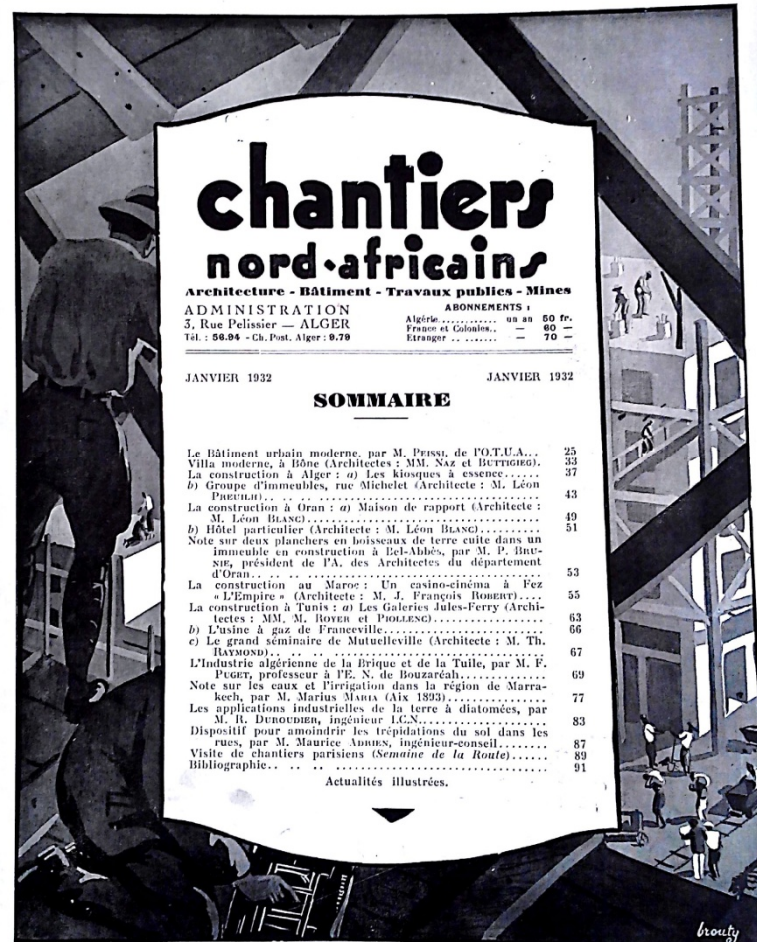 chantiers
nord-africains
Architecture - Bâtiment - Travaux publics - Mines
ADMINISTRATION
3, Rue Pelissier — ALGER
Tél. : 56.94 - Ch. Post. Alger : 9.79
ABONNEMENTS :
Algérie............ un an 50 fr.
France et Colonies.. — 60 —
Etranger .. ........ — 70 —
JANVIER 1932 JANVIER 1932
SOMMAIRE
Le Bâtiment urbain moderne, par M. PEISSI, de l'O.T.U.A... 25
Villa moderne, à Bône (Architectes : MM. NAZ et BUTTIGIEG). 33
La construction à Alger : a) Les kiosques à essence...... 37
b) Groupe d'immeubles, rue Michelet (Architecte : M. Léon
PREUILH).. .. .. .................................... 43
La construction à Oran : a) Maison de rapport (Architecte :
M. Léon BLANC).................................... 49
b) Hôtel particulier (Architecte : M. Léon BLANC)......... 51
Note sur deux planchers en boisseaux de terre cuite dans un
immeuble en construction à Bel-Abbès, par M. P. BRU-
NIE, président de l'A. des Architectes du département
d'Oran.. .. .. .................................... 53
La construction au Maroc : Un casino-cinéma à Fez
« L'Empire » (Architecte : M. J. François ROBERT).... 55
La construction à Tunis : a) Les Galeries Jules-Ferry (Archi-
tectes : MM. M. ROYER et PIOLLENC)................. 63
b) L'usine à gaz de Franceville......................... 66
c) Le grand séminaire de Mutuelleville (Architecte : M. Th.
RAYMOND).. .. .. ................................... 67
L'Industrie algérienne de la Brique et de la Tuile, par M. F.
PUGET, professeur à l'E. N. de Bouzaréah............. 69
Note sur les eaux et l'irrigation dans la région de Marra-
kech, par M. Marius MARIA (Aix 1893)............... 77
Les applications industrielles de la terre à diatomées, par
M. R. DUROUDIER, ingénieur I.C.N.................... 83
Dispositif pour amoindrir les trépidations du sol dans les
rues, par M. Maurice ADRIEN, ingénieur-conseil........ 87
Visite de chantiers parisiens (Semaine de la Route)...... 89
Bibliographie.. .. .. .................................. 91
Actualités illustrées.
brouty